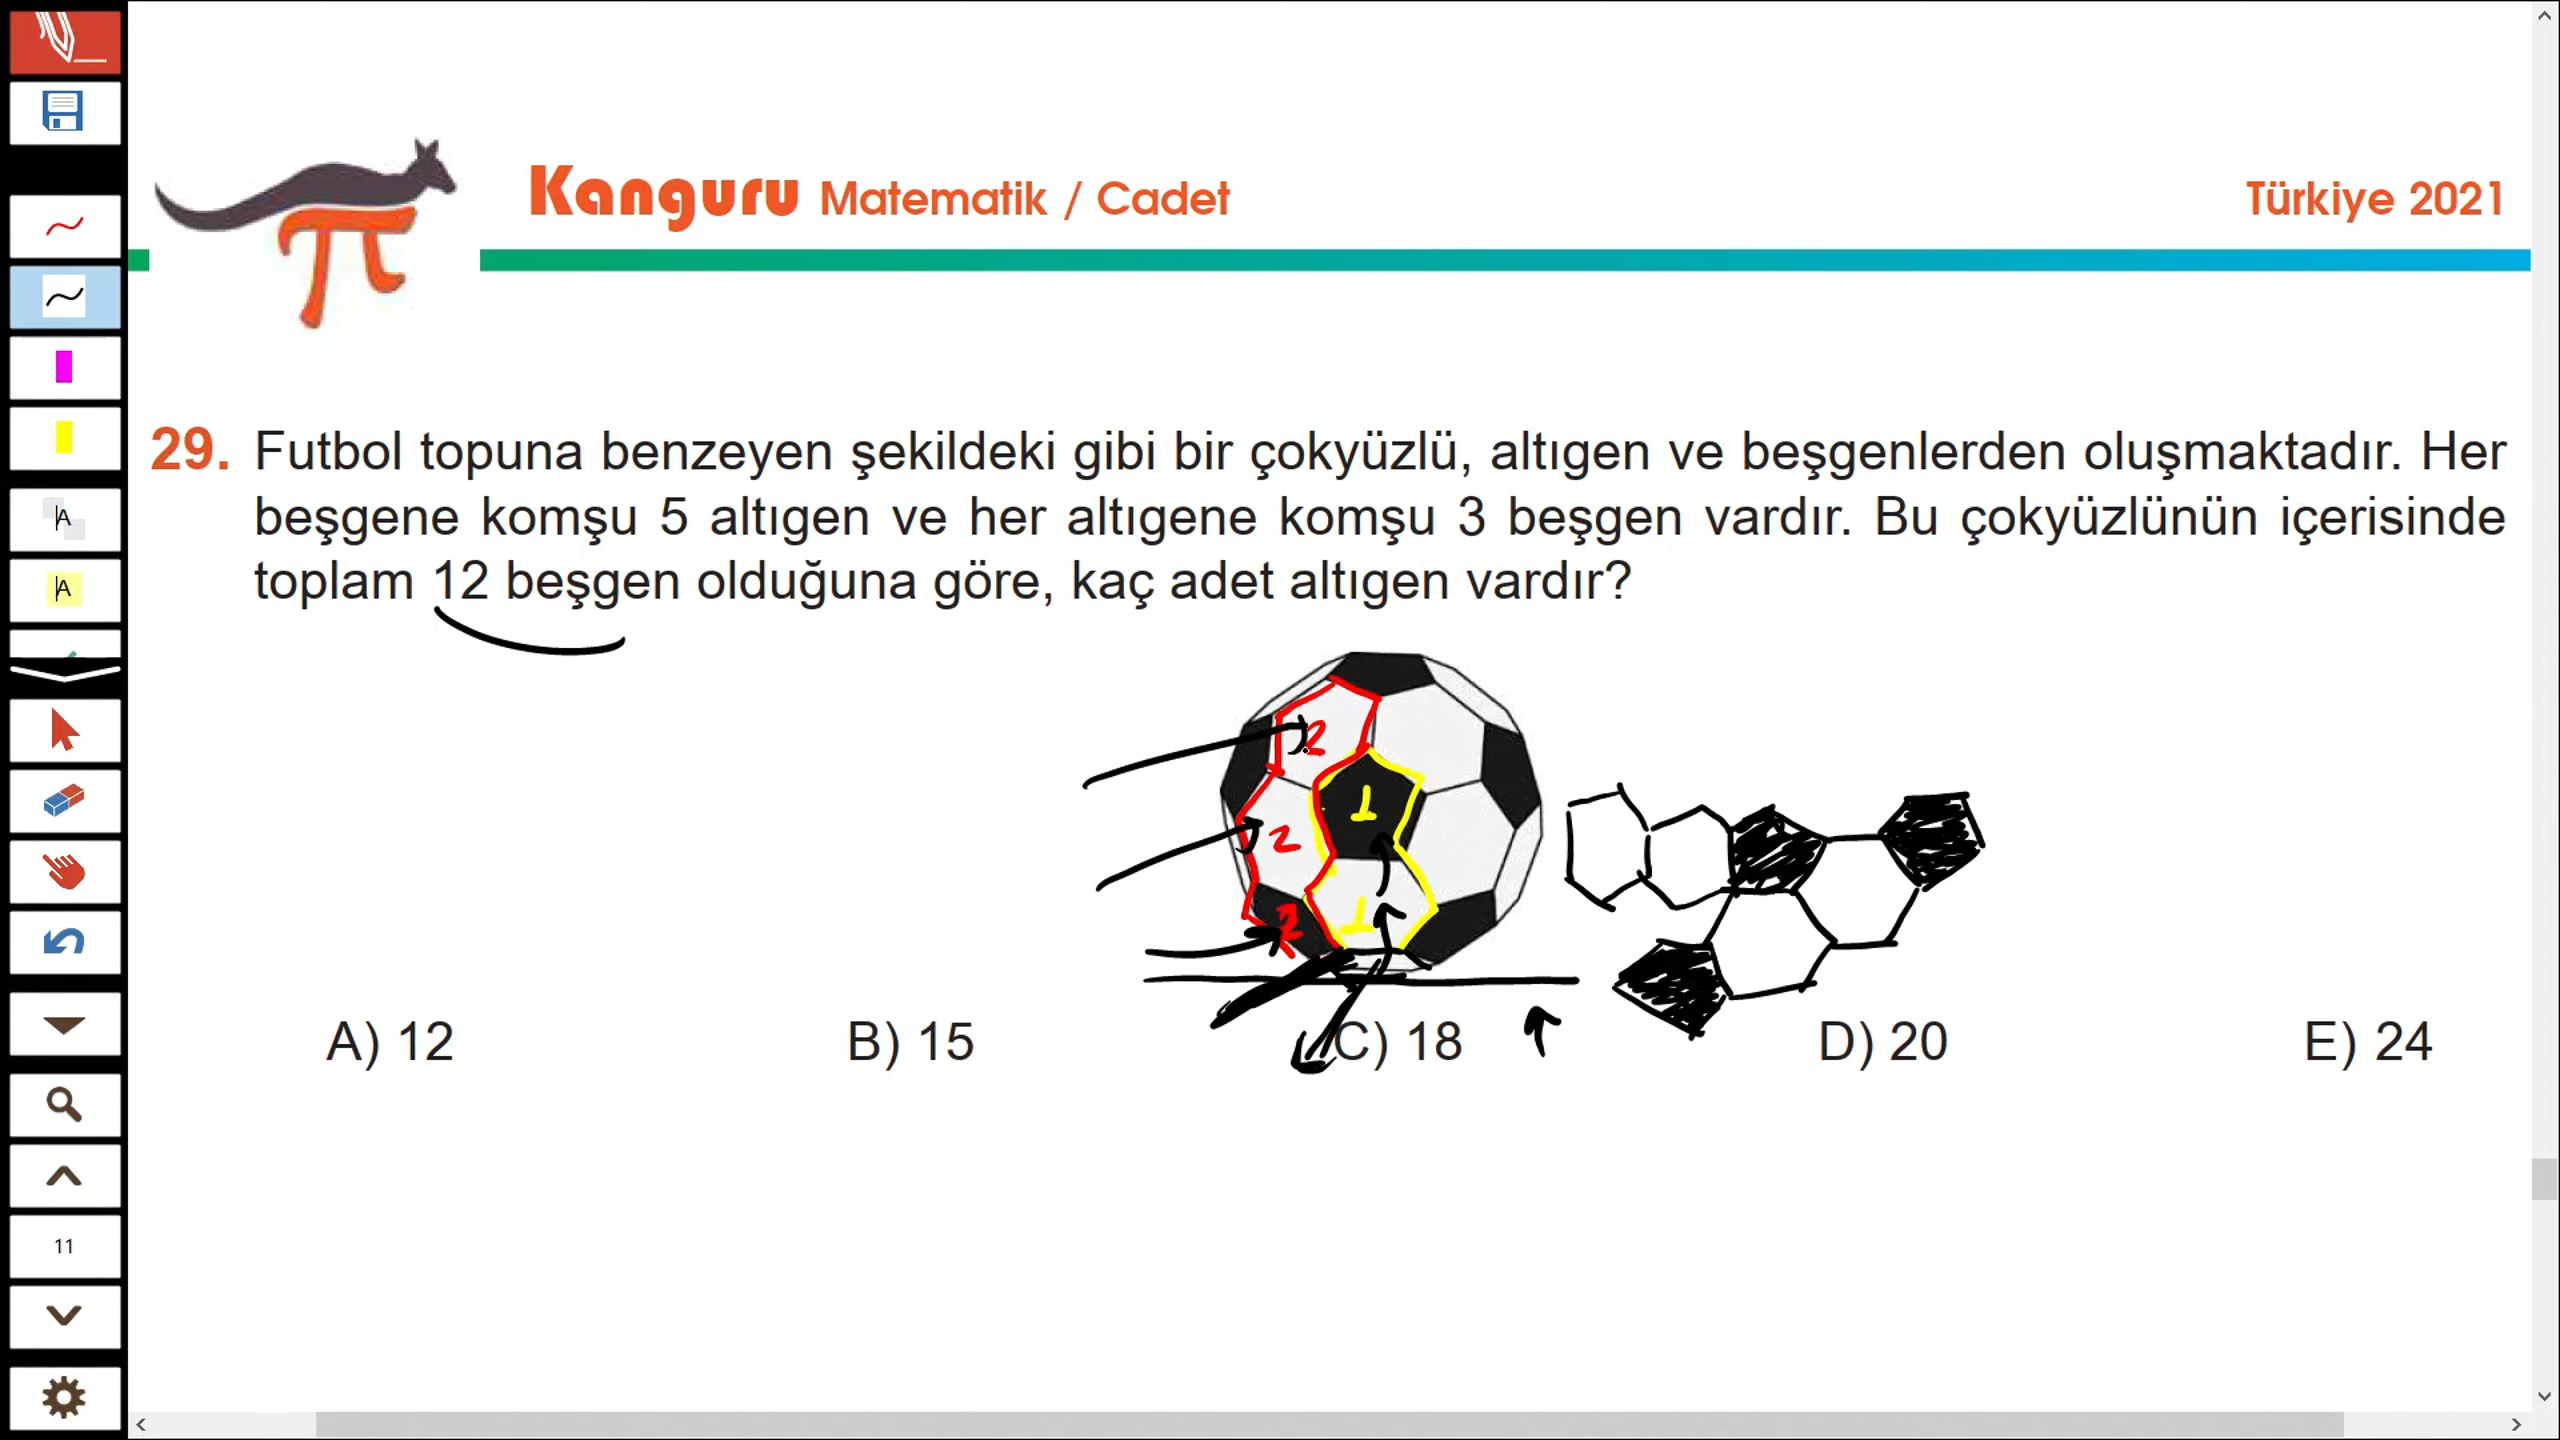 Kanguru Matematik / Cadet
Türkiye 2021
29. Futbol topuna benzeyen şekildeki gibi bir çokyüzlü, altıgen ve beşgenlerden oluşmaktadır. Her
beşgene komşu 5 altıgen ve her altıgene komşu 3 beşgen vardır. Bu çokyüzlünün içerisinde
toplam 12 beşgen olduğuna göre, kaç adet altıgen vardır?
2
1
2
2
1
A) 12
B) 15
C) 18
D) 20
E) 24
A
A
11